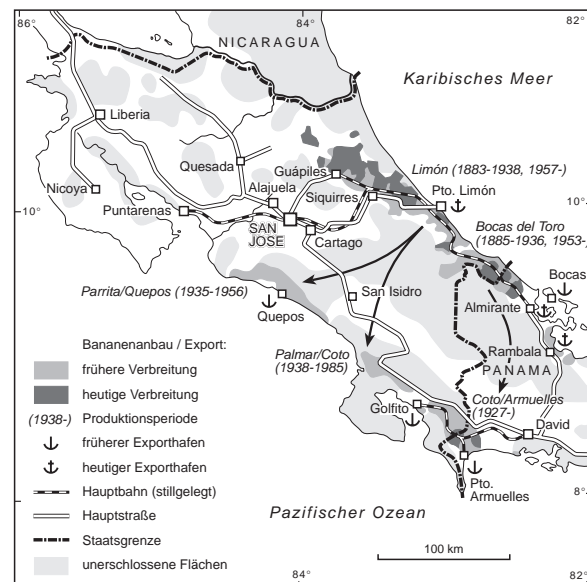 86°
84°
82°
NICARAGUA
Karibisches Meer
Liberia
Quesada
Guápiles
Limón (1883-1938, 1957-)
Nicoya
Alajuela
Siquirres
Pto. Limón
10°
10°
Puntarenas
SAN
JOSE
Cartago
Bocas del Toro
(1885-1936, 1953-)
Bocas
Parrita/Quepos (1935-1956)
San Isidro
Almirante
Quepos
Rambala
PANAMA
Palmar/Coto
(1938-1985)
Coto/Armuelles
(1927-)
Golfito
David
Pto.
Armuelles
8°
Pazifischer Ozean
100 km
84°
82°
Bananenanbau / Export:
frühere Verbreitung
heutige Verbreitung
(1938-) Produktionsperiode
früherer Exporthafen
heutiger Exporthafen
Hauptbahn (stillgelegt)
Hauptstraße
Staatsgrenze
unerschlossene Flächen